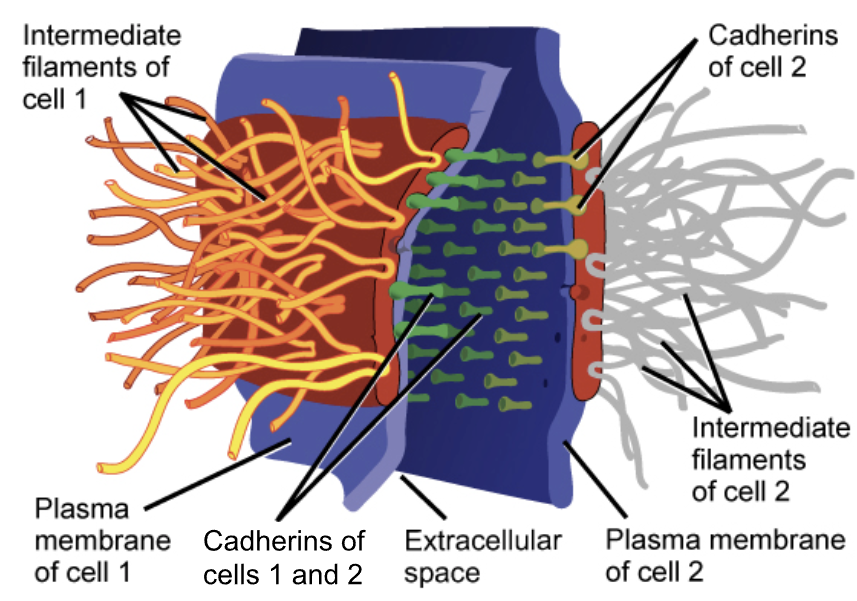 Intermediate
filaments of
cell 1
Cadherins
of cell 2
Intermediate
filaments
of cell 2
Plasma
membrane
of cell 1
Cadherins of
cells 1 and 2
Extracellular
space
Plasma membrane
of cell 2